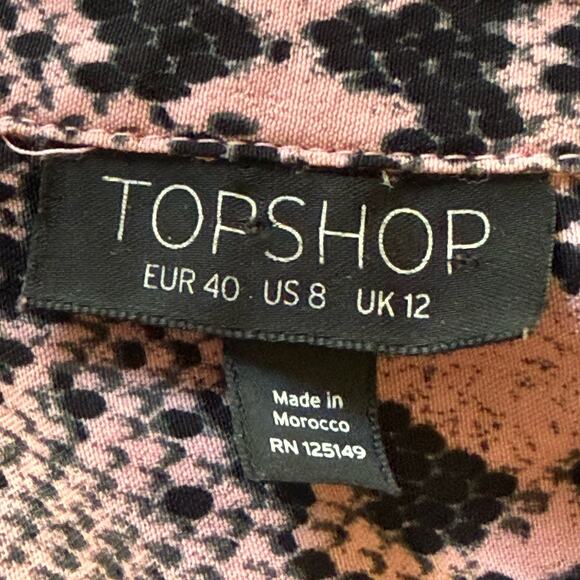 TOPSHOP
EUR 40 US 8 UK 12
Made in
Morocco
RN 125149